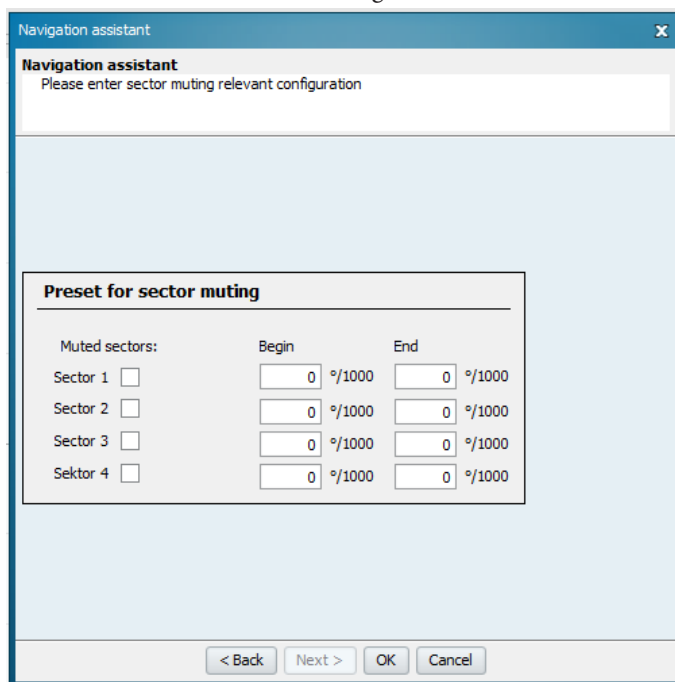 Navigation assistant x
Navigation assistant
Please enter sector muting relevant configuration
Preset for sector muting
Muted sectors: Begin End
Sector 1 0 °/1000 0 °/1000
Sector 2 0 °/1000 0 °/1000
Sector 3 0 °/1000 0 °/1000
Sektor 4 0 °/1000 0 °/1000
< Back Next > OK Cancel